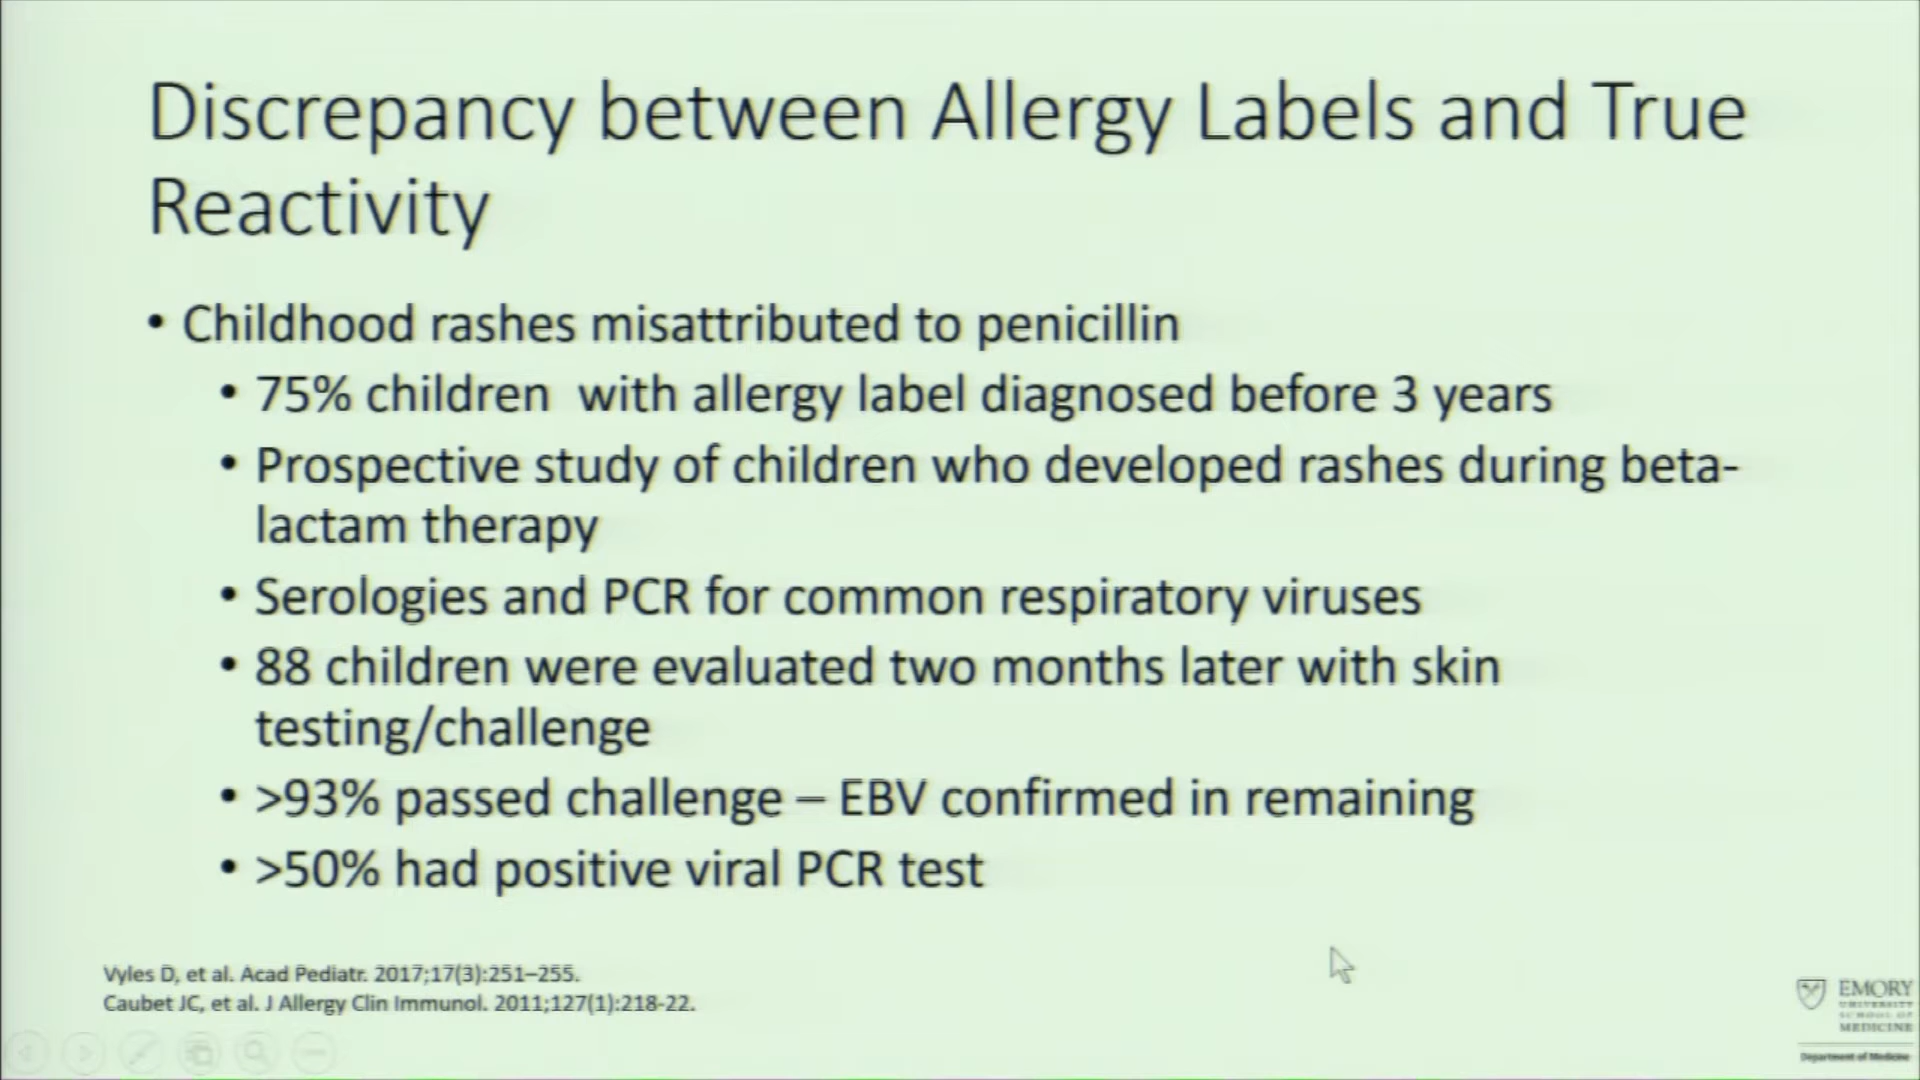 Discrepancy between Allergy Labels and True
Reactivity
• Childhood rashes misattributed to penicillin
• 75% children with allergy label diagnosed before 3 years
• Prospective study of children who developed rashes during beta-
lactam therapy
• Serologies and PCR for common respiratory viruses
• 88 children were evaluated two months later with skin
testing/challenge
• >93% passed challenge – EBV confirmed in remaining
• >50% had positive viral PCR test
Vyles D, et al. Acad Pediatr. 2017;17(3):251–255.
Caubet JC, et al. J Allergy Clin Immunol. 2011;127(1):218-22.
EMORY
UNIVERSITY
SCHOOL OF
MEDICINE
Department of Medicine